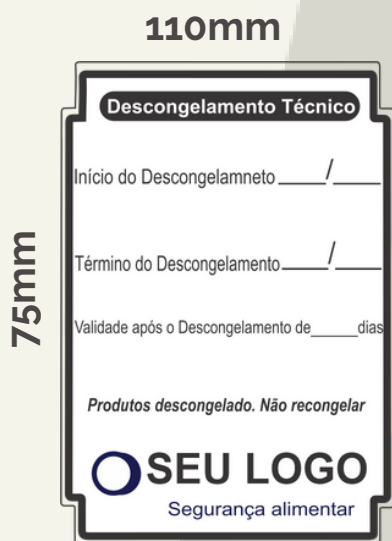 110mm
75mm
Descongelamento Técnico
Início do Descongelamneto ____/____
Término do Descongelamento____/____
Validade após o Descongelamento de_____dias
Produtos descongelado. Não recongelar
SEU LOGO
Segurança alimentar